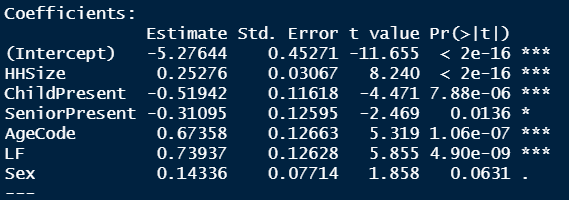 Coefficients:
Estimate Std. Error t value Pr(>|t|)
(Intercept) -5.27644 0.45271 -11.655 < 2e-16 ***
HHSize 0.25276 0.03067 8.240 < 2e-16 ***
ChildPresent -0.51942 0.11618 -4.471 7.88e-06 ***
SeniorPresent -0.31095 0.12595 -2.469 0.0136 *
AgeCode 0.67358 0.12663 5.319 1.06e-07 ***
LF 0.73937 0.12628 5.855 4.90e-09 ***
Sex 0.14336 0.07714 1.858 0.0631 .
---